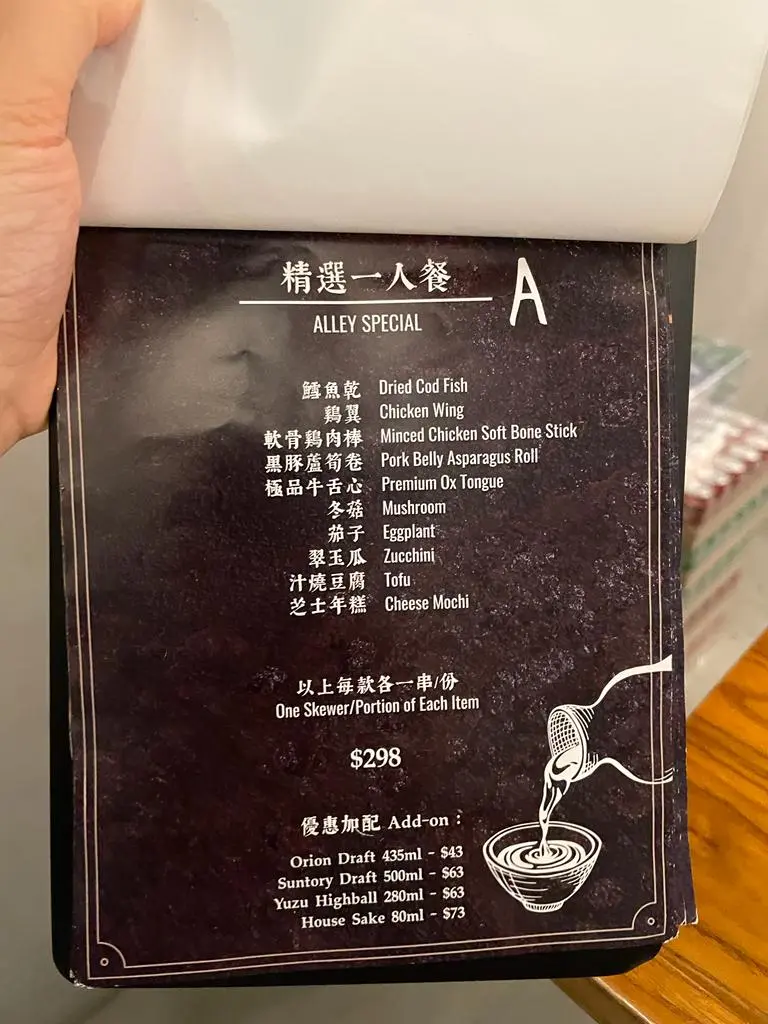 精選一人餐 A
ALLEY SPECIAL
鱈魚乾 Dried Cod Fish
鷄翼 Chicken Wing
軟骨鷄肉棒 Minced Chicken Soft Bone Stick
黒豚蘆筍卷 Pork Belly Asparagus Roll
極品牛舌心 Premium Ox Tongue
冬菇 Mushroom
茄子 Eggplant
翠玉瓜 Zucchini
汁燒豆腐 Tofu
芝士年糕 Cheese Mochi
以上每款各一串/份
One Skewer/Portion of Each Item
$298
優惠加配 Add-on :
Orion Draft 435ml - $43
Suntory Draft 500ml - $63
Yuzu Highball 280ml - $63
House Sake 80ml - $73